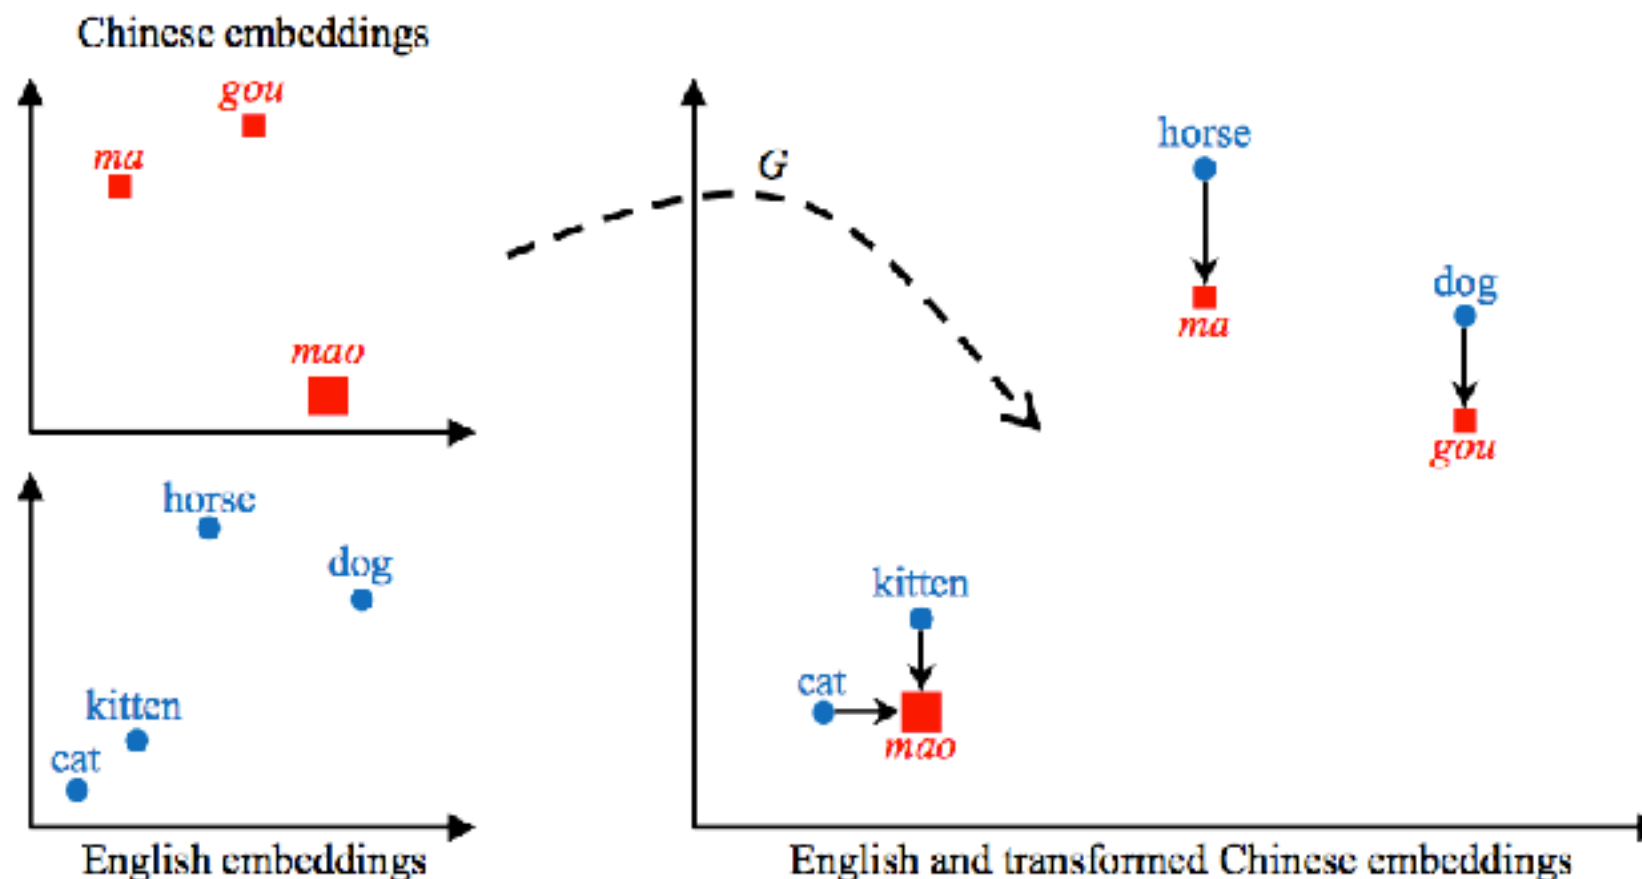 Chinese embeddings
gou
ma
mao
horse
dog
kitten
cat
English embeddings
G
horse
dog
ma
gou
kitten
cat
mao
English and transformed Chinese embeddings